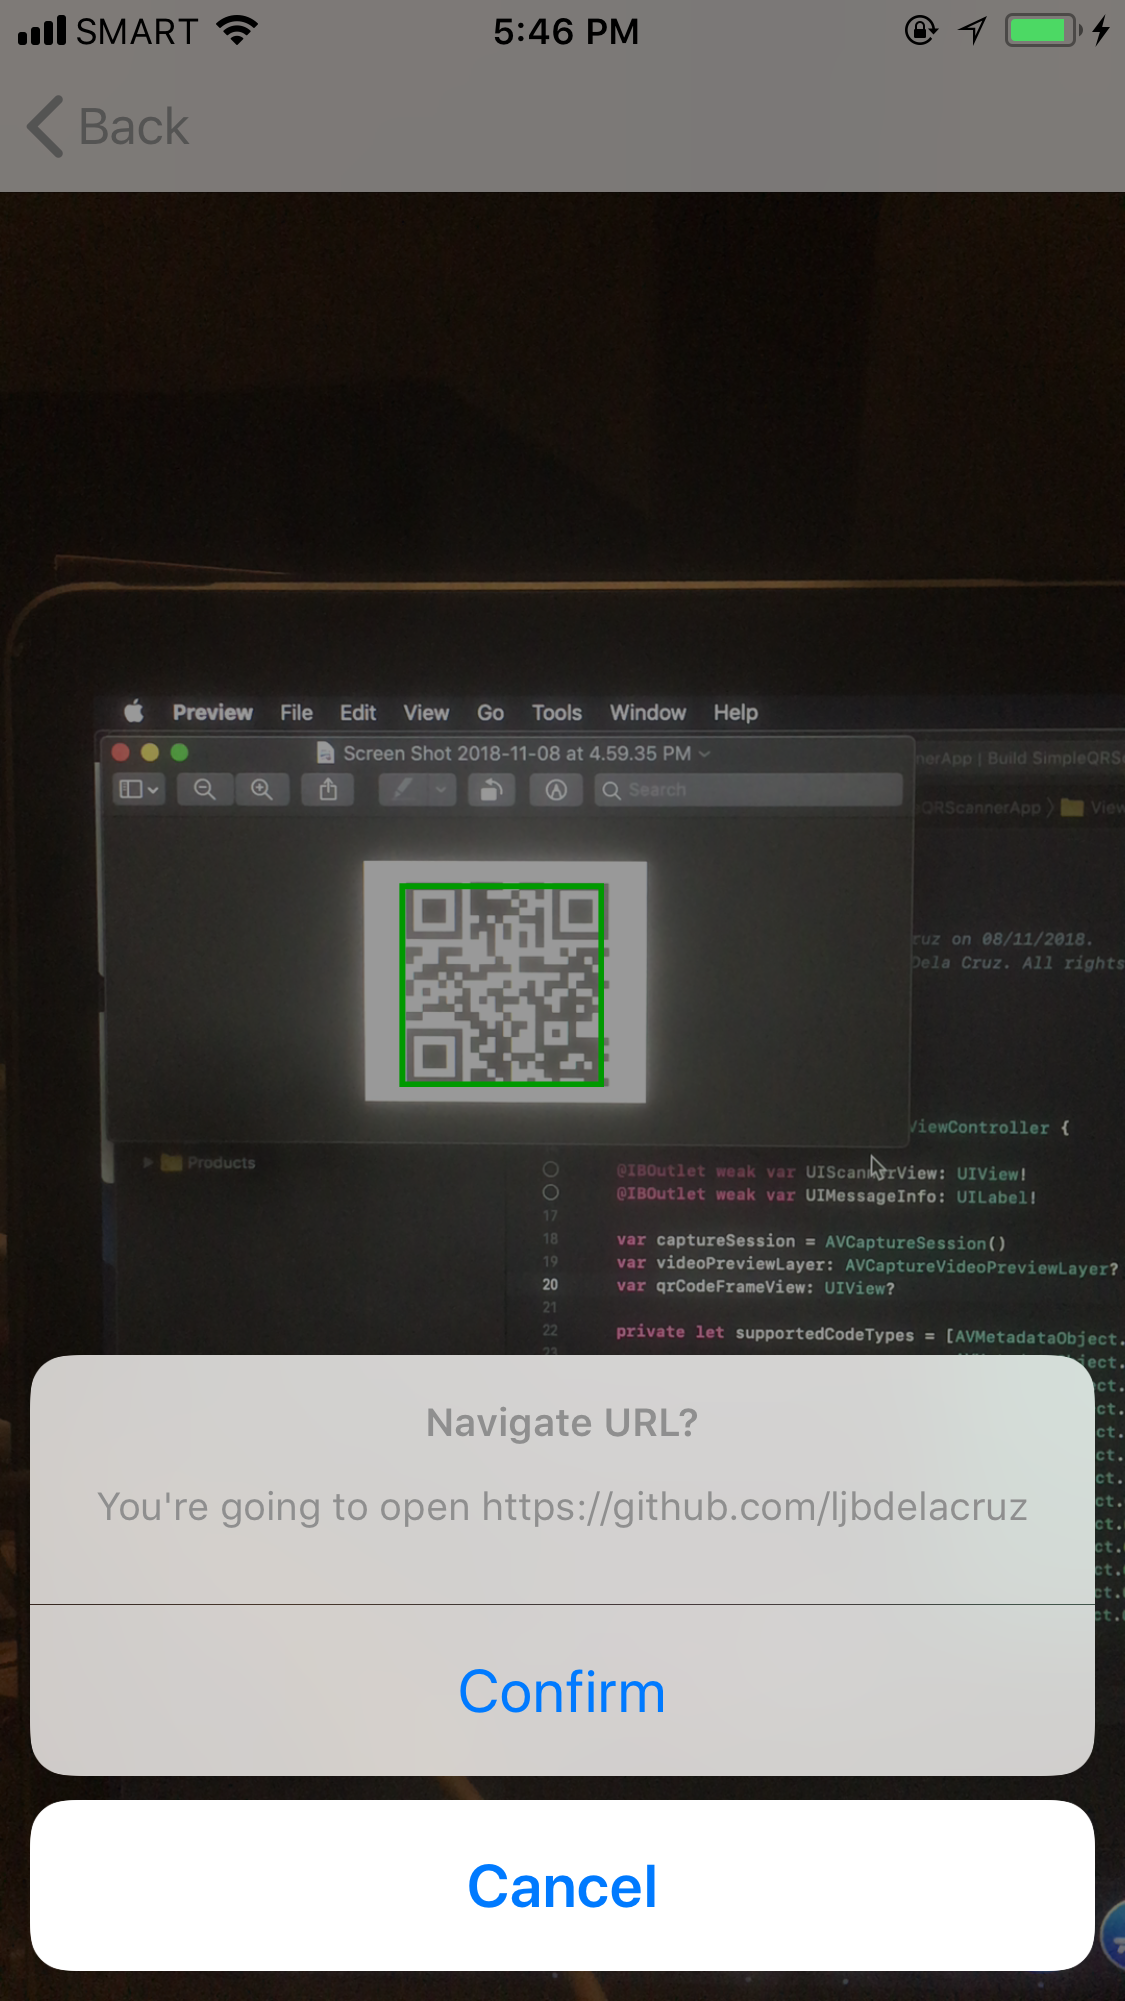 SMART 5:46 PM
Back
Preview File Edit View Go Tools Window Help
Screen Shot 2018-11-08 at 4.59.35 PM
nerApp | Build SimpleQRS
Search
QRScannerApp View
ruz on 08/11/2018.
Dela Cruz. All rights
ViewController {
Products
@IBOutlet weak var UIScannerView: UIView!
@IBOutlet weak var UIMessageInfo: UILabel!
17
18 var captureSession = AVCaptureSession()
19 var videoPreviewLayer: AVCaptureVideoPreviewLayer?
20 var qrCodeFrameView: UIView?
21
22 private let supportedCodeTypes = [AVMetadataObject.
Navigate URL?
You're going to open https://github.com/ljbdelacruz
Confirm
Cancel